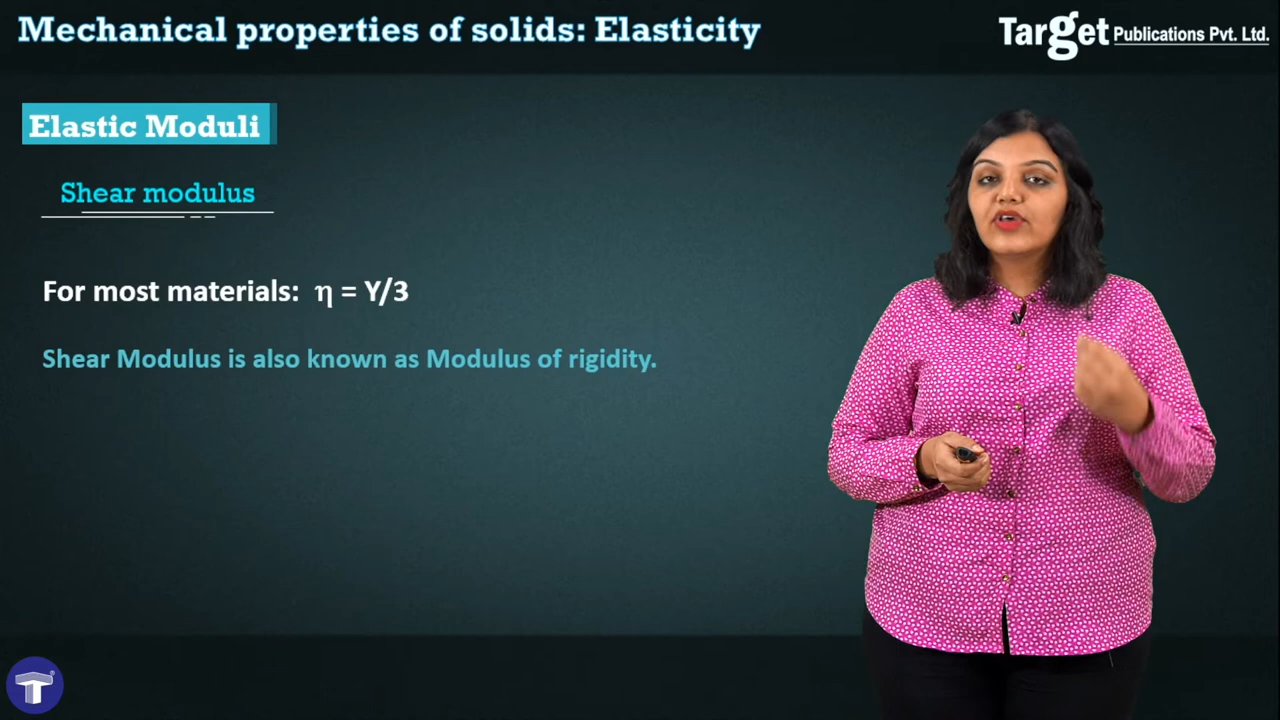 Mechanical properties of solids: Elasticity
Target Publications Pvt. Ltd.
Elastic Moduli
Shear modulus
For most materials: η = Y/3
Shear Modulus is also known as Modulus of rigidity.
T